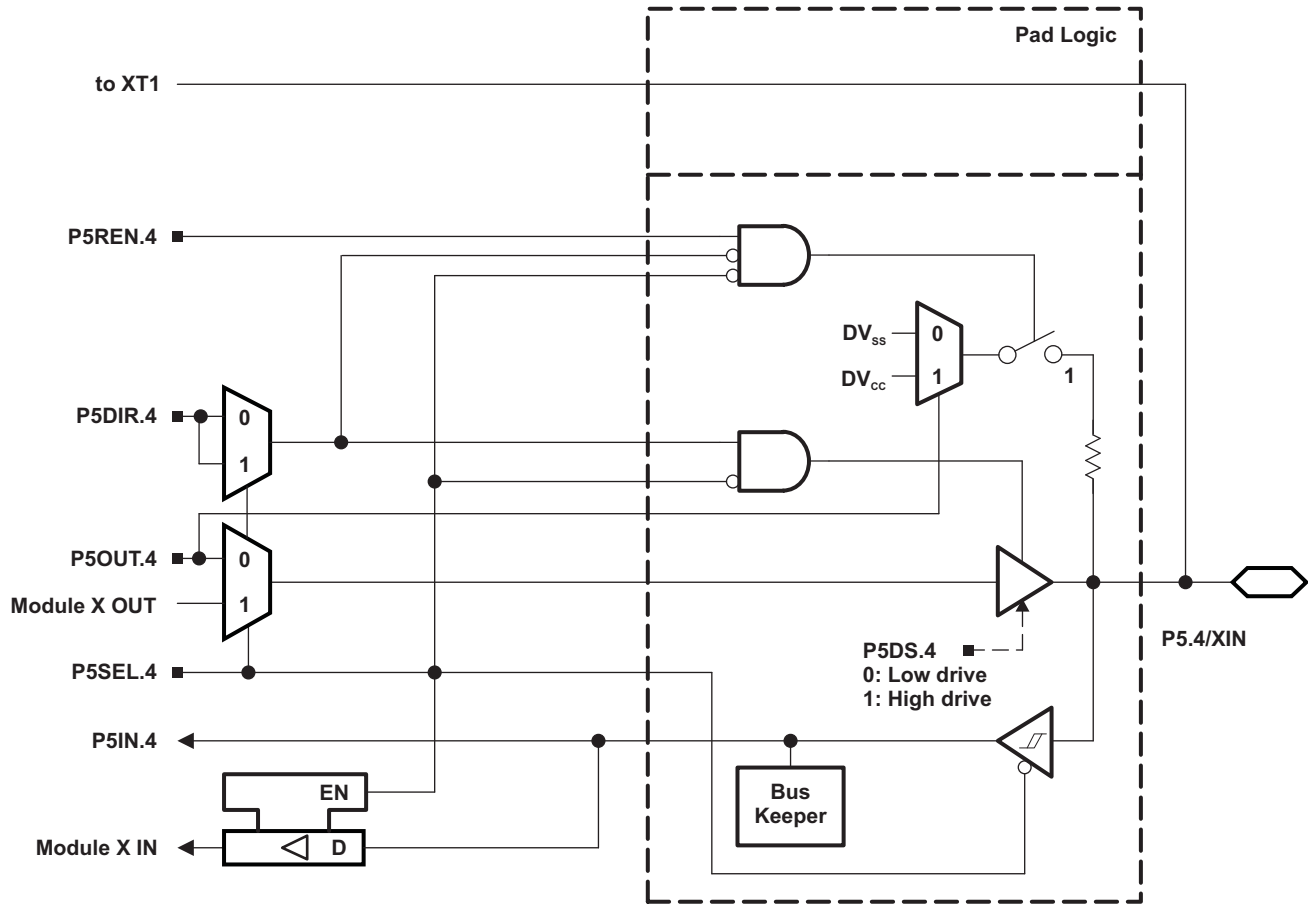 Pad Logic
to XT1
P5REN.4
DVSS
0
DVCC
1
1
P5DIR.4
0
1
P5OUT.4
0
Module X OUT
1
P5DS.4
0: Low drive
1: High drive
P5.4/XIN
P5SEL.4
P5IN.4
EN
Bus
Keeper
Module X IN
D